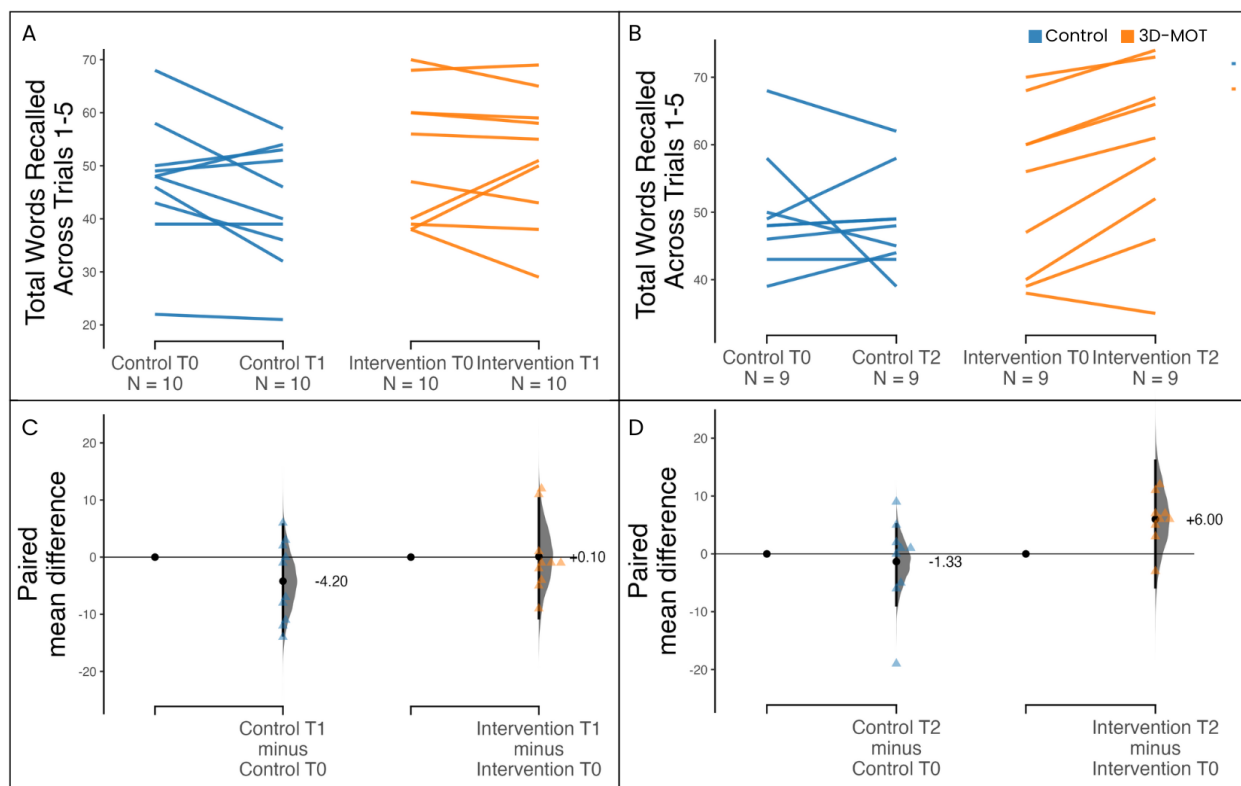 A
Total Words Recalled
Across Trials 1-5
70
60
50
40
30
20
Control T0
N = 10
Control T1
N = 10
Intervention T0
N = 10
Intervention T1
N = 10
B
Control
3D-MOT
Total Words Recalled
Across Trials 1-5
70
60
50
40
Control T0
N = 9
Control T2
N = 9
Intervention T0
N = 9
Intervention T2
N = 9
C
Paired
mean difference
20
10
0
-10
-20
-4.20
+0.10
Control T1
minus
Control T0
Intervention T1
minus
Intervention T0
D
Paired
mean difference
20
10
0
-10
-20
-1.33
+6.00
Control T2
minus
Control T0
Intervention T2
minus
Intervention T0